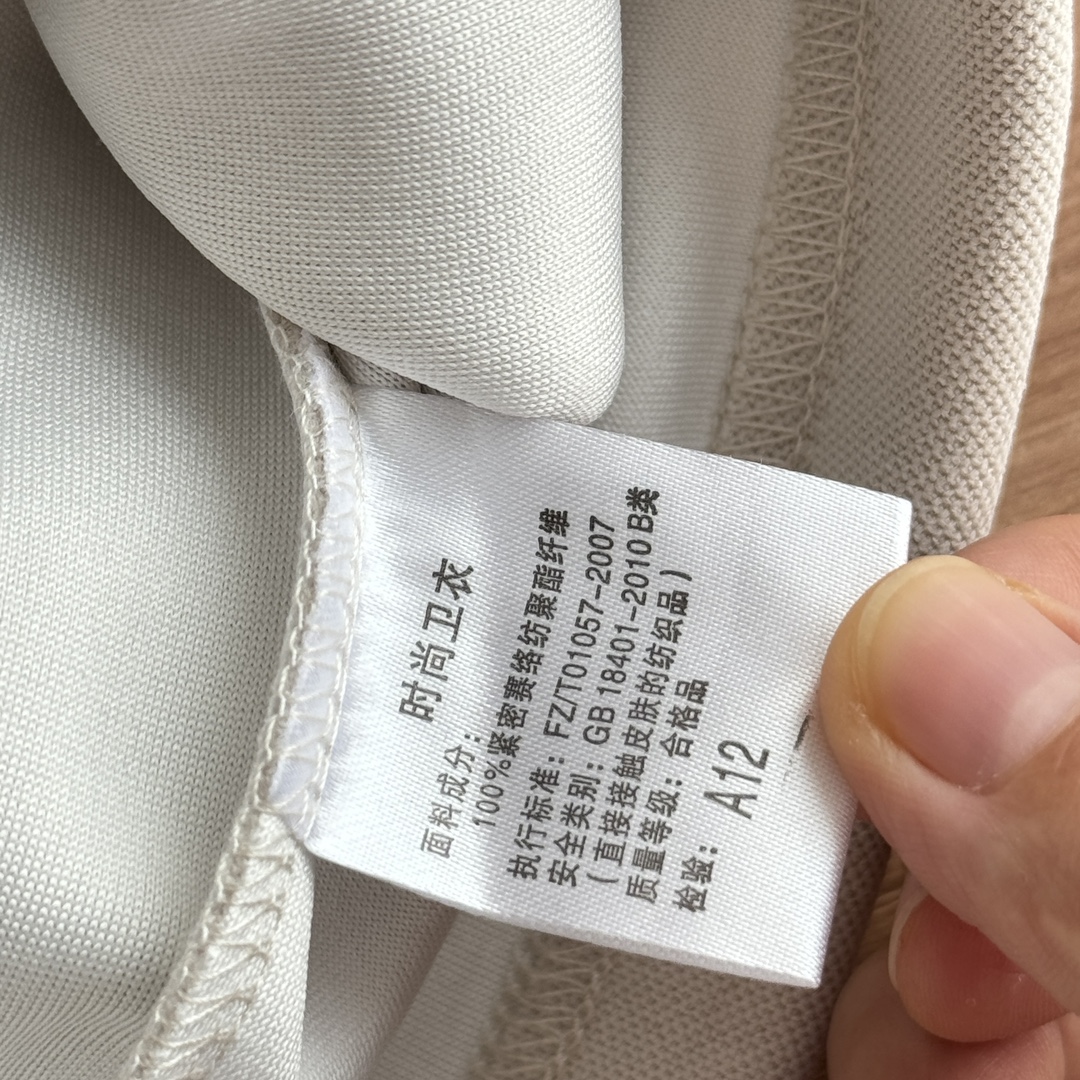 时尚卫衣
面料成分：
100%紧密赛络纺聚酯纤维
执行标准：FZ/T01057-2007
安全类别：GB 18401-2010 B类
（直接接触皮肤的纺织品）
质量等级：合格品
检验：A12